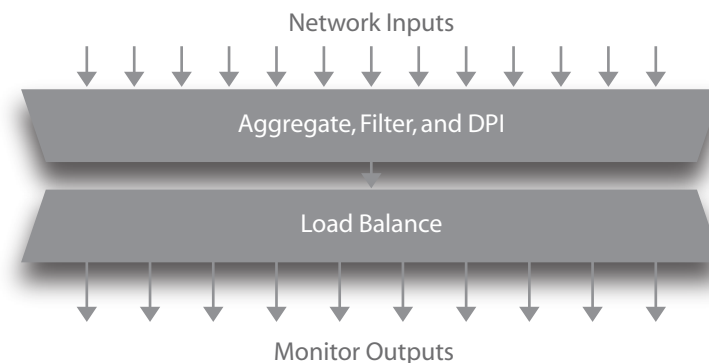 Network Inputs
Aggregate, Filter, and DPI
Load Balance
Monitor Outputs